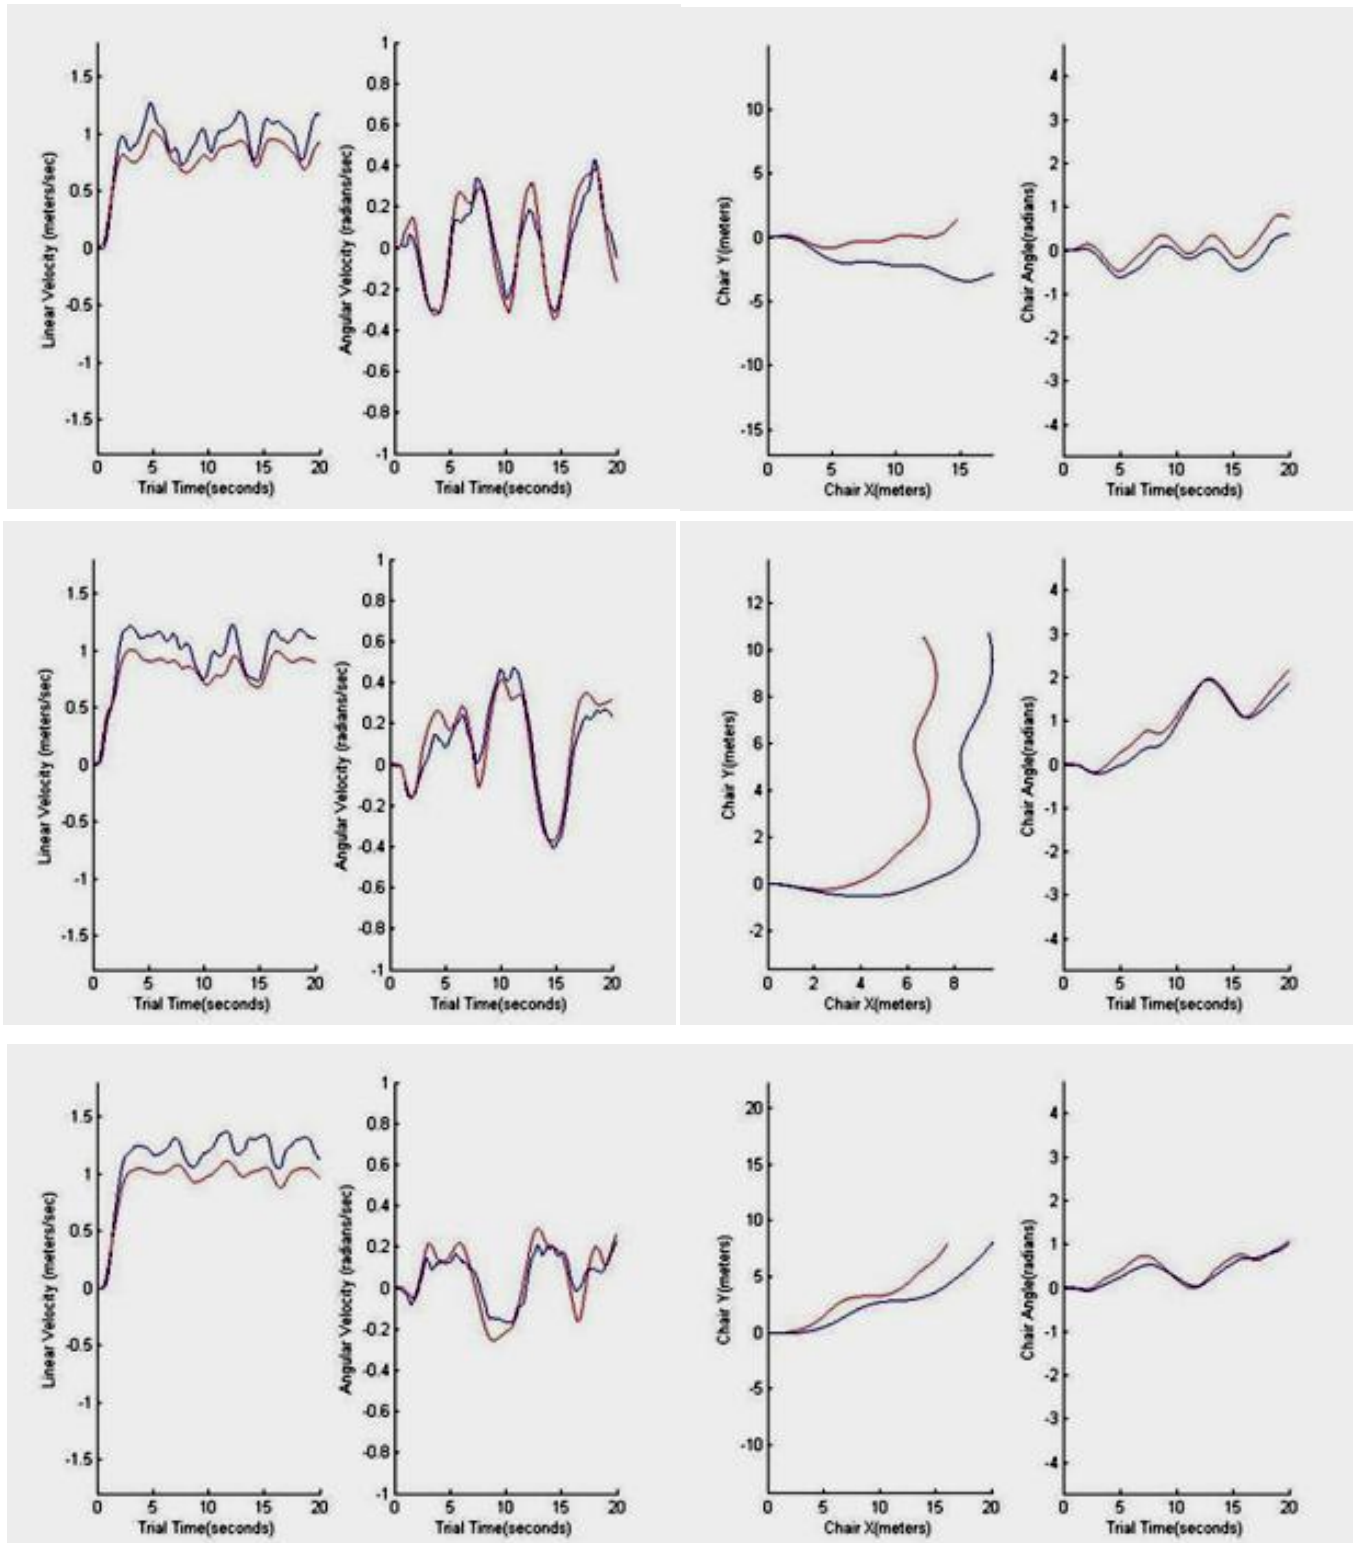 1.5
1
0.5
0
-0.5
-1
-1.5
Linear Velocity (meters/sec)
0 5 10 15 20
Trial Time(seconds)
1
0.8
0.6
0.4
0.2
0
-0.2
-0.4
-0.6
-0.8
-1
Angular Velocity (radians/sec)
0 5 10 15 20
Trial Time(seconds)
10
5
0
-5
-10
-15
Chair Y(meters)
0 5 10 15
Chair X(meters)
4
3
2
1
0
-1
-2
-3
-4
Chair Angle(radians)
0 5 10 15 20
Trial Time(seconds)
1.5
1
0.5
0
-0.5
-1
-1.5
Linear Velocity (meters/sec)
0 5 10 15 20
Trial Time(seconds)
1
0.8
0.6
0.4
0.2
0
-0.2
-0.4
-0.6
-0.8
-1
Angular Velocity (radians/sec)
0 5 10 15 20
Trial Time(seconds)
12
10
8
6
4
2
0
-2
Chair Y(meters)
0 2 4 6 8
Chair X(meters)
4
3
2
1
0
-1
-2
-3
-4
Chair Angle(radians)
0 5 10 15 20
Trial Time(seconds)
1.5
1
0.5
0
-0.5
-1
-1.5
Linear Velocity (meters/sec)
0 5 10 15 20
Trial Time(seconds)
1
0.8
0.6
0.4
0.2
0
-0.2
-0.4
-0.6
-0.8
-1
Angular Velocity (radians/sec)
0 5 10 15 20
Trial Time(seconds)
20
15
10
5
0
-5
-10
Chair Y(meters)
0 5 10 15 20
Chair X(meters)
4
3
2
1
0
-1
-2
-3
-4
Chair Angle(radians)
0 5 10 15 20
Trial Time(seconds)